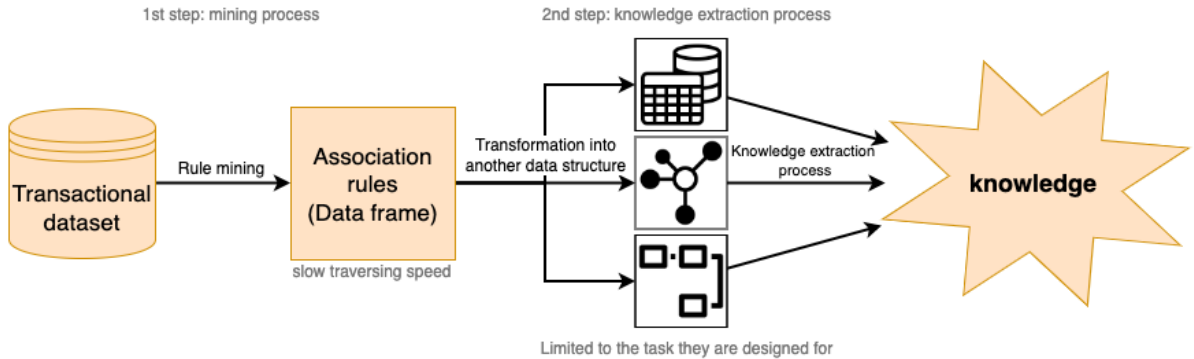 1st step: mining process
2nd step: knowledge extraction process
Transactional
dataset
Rule mining
Association
rules
(Data frame)
slow traversing speed
Transformation into
another data structure
Knowledge extraction
process
knowledge
Limited to the task they are designed for